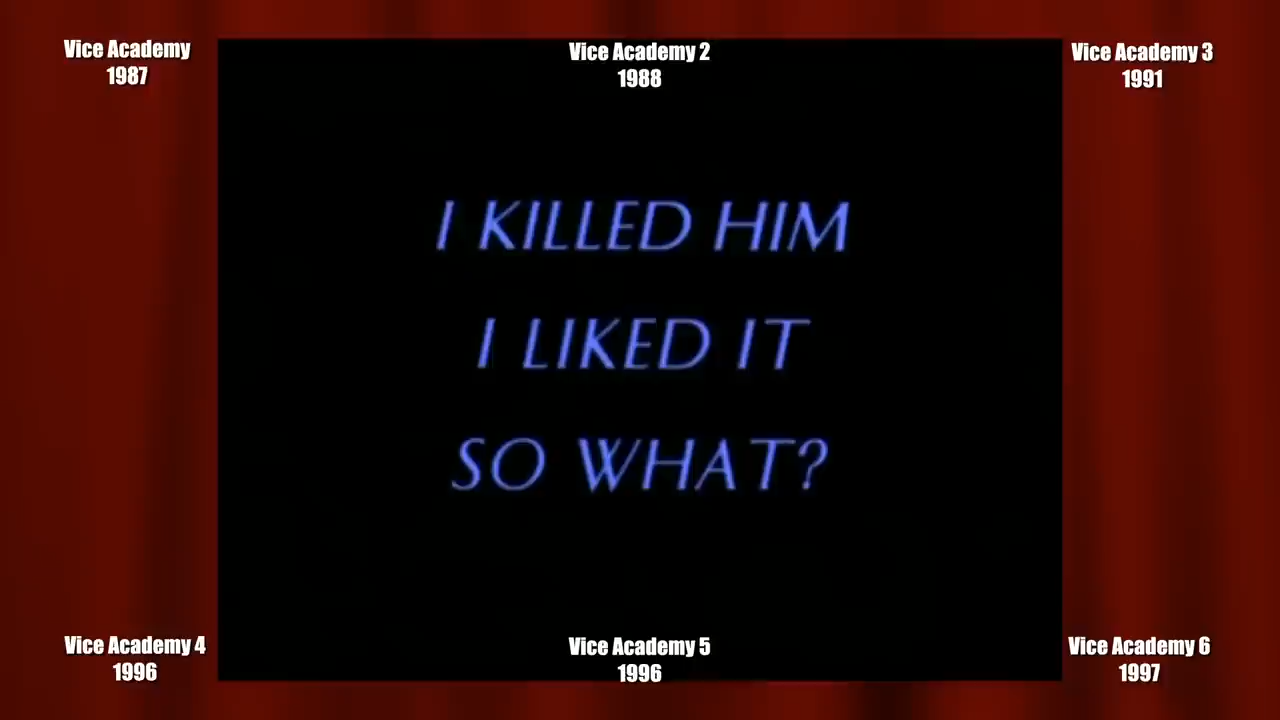 Vice Academy
1987
Vice Academy 2
1988
Vice Academy 3
1991
I KILLED HIM
I LIKED IT
SO WHAT?
Vice Academy 4
1996
Vice Academy 5
1996
Vice Academy 6
1997